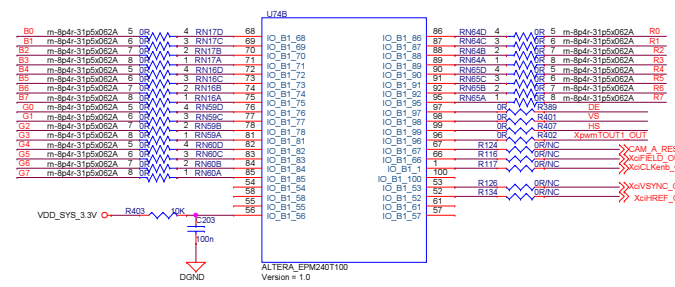 U74B
B0 rn-8p4r-31p5x062A 5 0R 4 RN17D 68 IO_B1_68 IO_B1_86 86 RN64D 4 0R 5 rn-8p4r-31p5x062A R0
B1 rn-8p4r-31p5x062A 6 0R 3 RN17C 69 IO_B1_69 IO_B1_87 87 RN64C 3 0R 6 rn-8p4r-31p5x062A R1
B2 rn-8p4r-31p5x062A 7 0R 2 RN17B 70 IO_B1_70 IO_B1_88 88 RN64B 2 0R 7 rn-8p4r-31p5x062A R2
B3 rn-8p4r-31p5x062A 8 0R 1 RN17A 71 IO_B1_71 IO_B1_89 89 RN64A 1 0R 8 rn-8p4r-31p5x062A R3
B4 rn-8p4r-31p5x062A 5 0R 4 RN16D 72 IO_B1_72 IO_B1_90 90 RN65D 4 0R 5 rn-8p4r-31p5x062A R4
B5 rn-8p4r-31p5x062A 6 0R 3 RN16C 73 IO_B1_73 IO_B1_91 91 RN65C 3 0R 6 rn-8p4r-31p5x062A R5
B6 rn-8p4r-31p5x062A 7 0R 2 RN16B 74 IO_B1_74 IO_B1_92 92 RN65B 2 0R 7 rn-8p4r-31p5x062A R6
B7 rn-8p4r-31p5x062A 8 0R 1 RN16A 75 IO_B1_75 IO_B1_95 95 RN65A 1 0R 8 rn-8p4r-31p5x062A R7
G0 rn-8p4r-31p5x062A 5 0R 4 RN59D 76 IO_B1_76 IO_B1_97 97 0R R389 DE
G1 rn-8p4r-31p5x062A 6 0R 3 RN59C 77 IO_B1_77 IO_B1_98 98 0R R401 VS
G2 rn-8p4r-31p5x062A 7 0R 2 RN59B 78 IO_B1_78 IO_B1_99 99 0R R407 HS
G3 rn-8p4r-31p5x062A 8 0R 1 RN59A 81 IO_B1_81 IO_B1_96 96 0R R402 XpwmTOUT1_OUT
G4 rn-8p4r-31p5x062A 5 0R 4 RN60D 82 IO_B1_82 IO_B1_67 67 R124 0R/NC CAM_A_RES
G5 rn-8p4r-31p5x062A 6 0R 3 RN60C 83 IO_B1_83 IO_B1_66 66 R116 0R/NC XciFIELD_OU
G6 rn-8p4r-31p5x062A 7 0R 2 RN60B 84 IO_B1_84 IO_B1_1 1 R117 0R/NC XciCLKenb_
G7 rn-8p4r-31p5x062A 8 0R 1 RN60A 85 IO_B1_85 IO_B1_100 100
54 IO_B1_54 IO_B1_53 53 R126 0R/NC XciVSYNC_
58 IO_B1_58 IO_B1_52 52 R134 0R/NC XciHREF_
55 IO_B1_55 IO_B1_61 61
VDD_SYS_3.3V R403 10K 56 IO_B1_56 IO_B1_57 57
C203
100n
DGND
ALTERA_EPM240T100
Version = 1.0